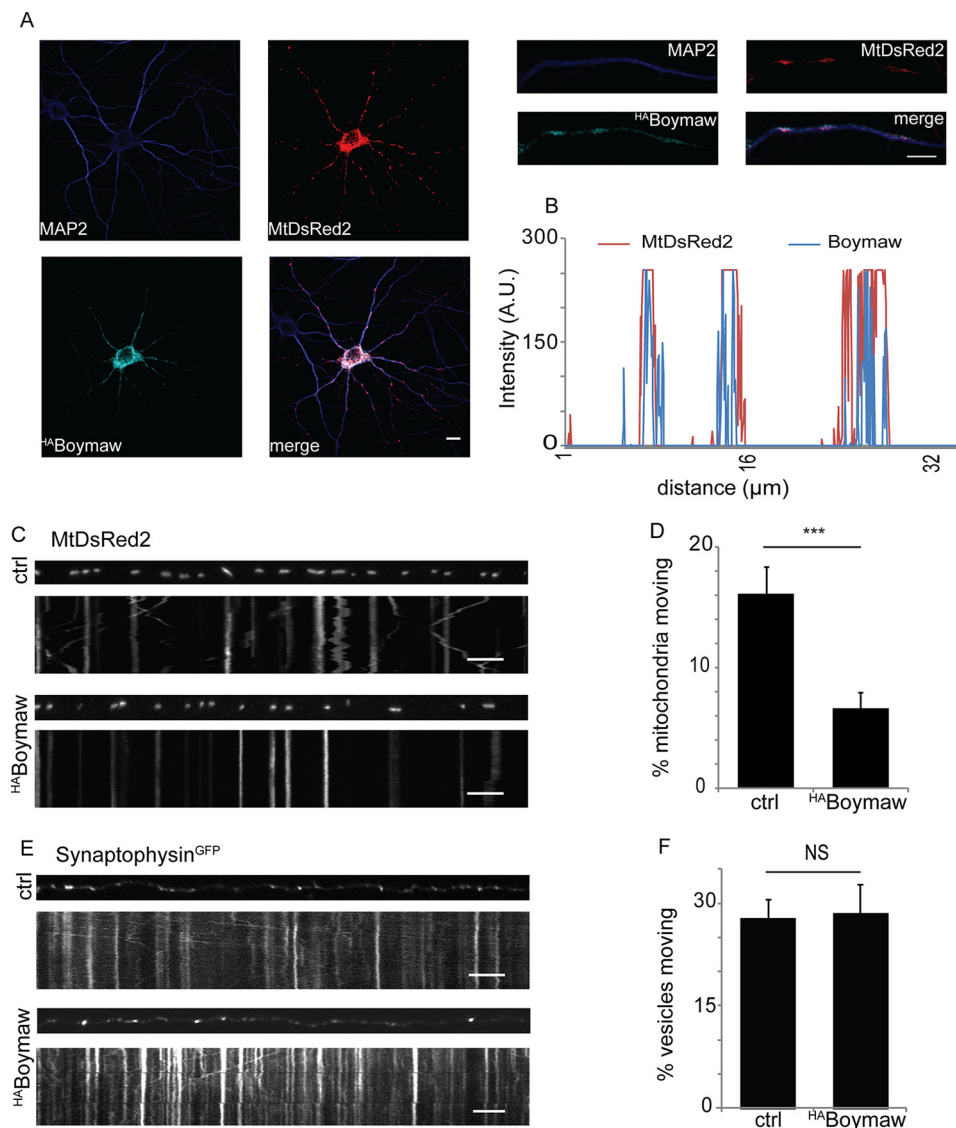 A
MAP2
MtDsRed2
HABoymaw
merge
MAP2
MtDsRed2
HABoymaw
merge
B
MtDsRed2
Boymaw
Intensity (A.U.)
300
150
0
1
16
32
distance (µm)
C
MtDsRed2
ctrl
HABoymaw
D
***
% mitochondria moving
20
10
0
ctrl
HABoymaw
E
SynaptophysinGFP
ctrl
HABoymaw
F
NS
% vesicles moving
30
15
0
ctrl
HABoymaw